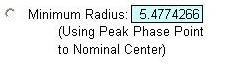 Minimum Radius: 5.4774266
(Using Peak Phase Point
to Nominal Center)